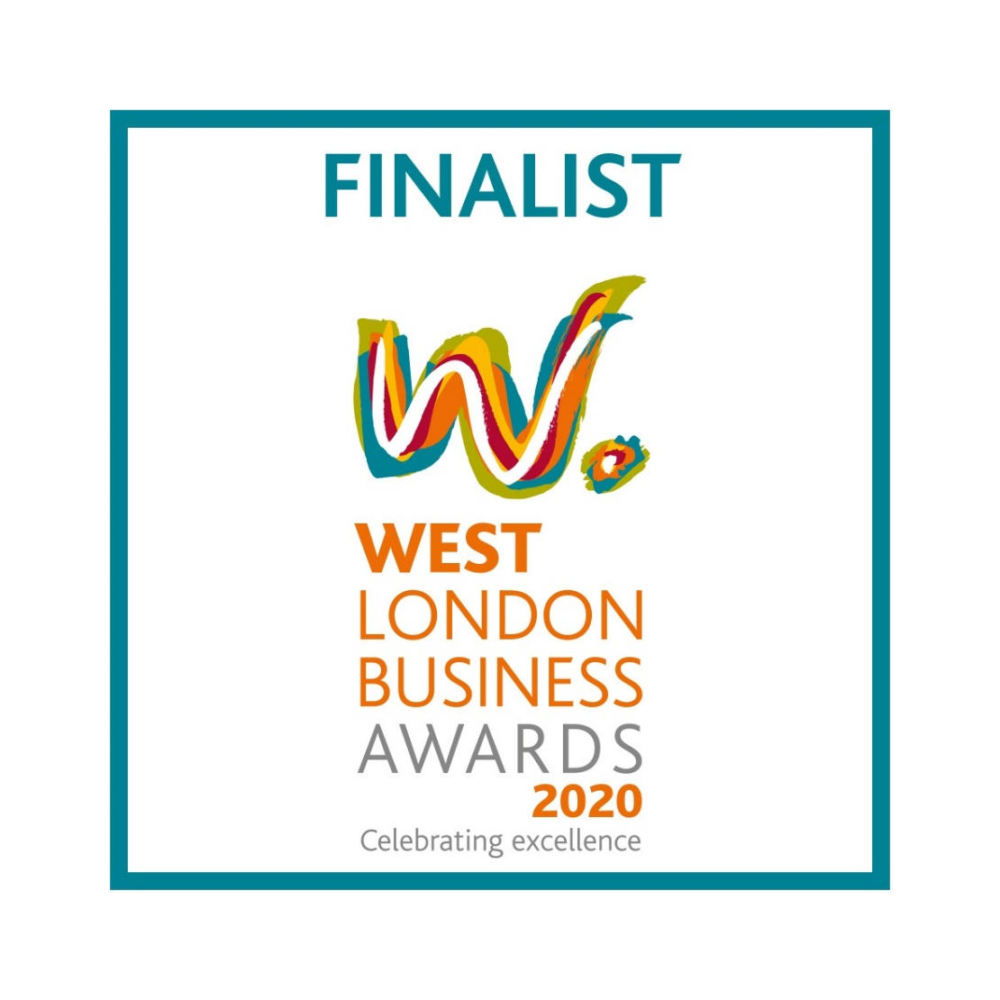 FINALIST
W.
WEST
LONDON
BUSINESS
AWARDS
2020
Celebrating excellence